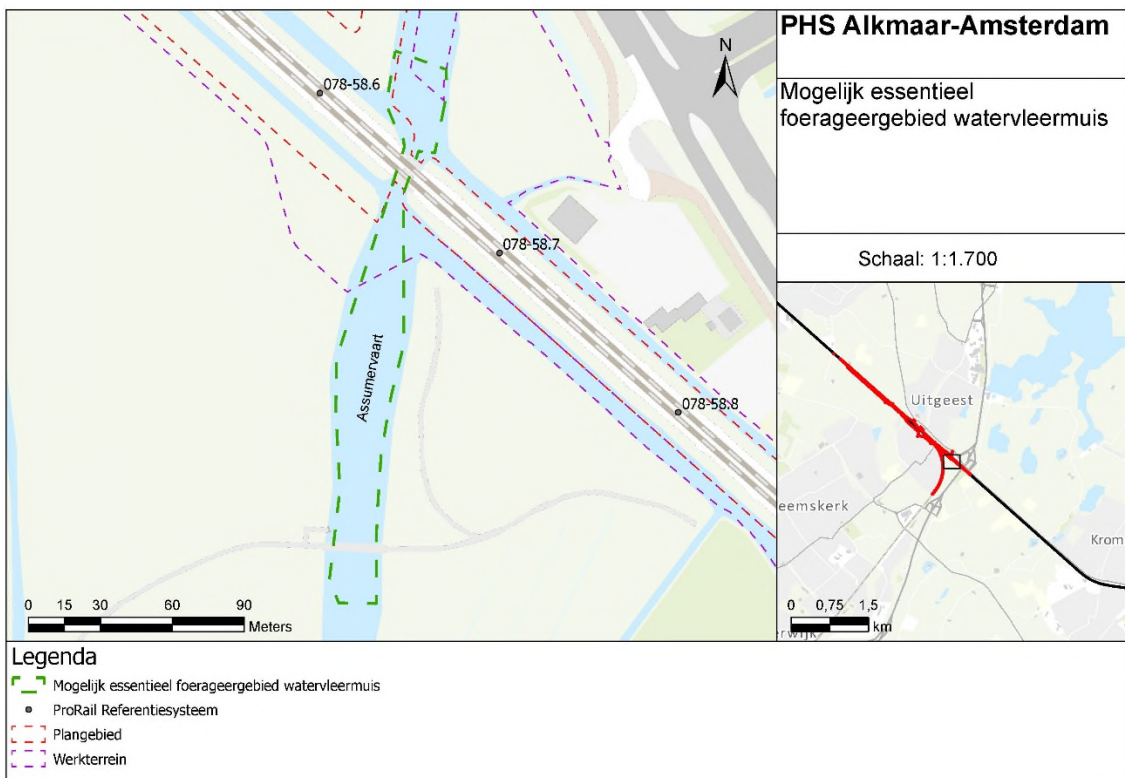 PHS Alkmaar-Amsterdam
Mogelijk essentieel
foerageergebied watervleermuis
Schaal: 1:1.700
N
078-58.6
078-58.7
078-58.8
Assumervaart
0 15 30 60 90
Meters
Uitgeest
eemskerk
Krom
erwijk
0 0,75 1,5
km
Legenda
Mogelijk essentieel foerageergebied watervleermuis
ProRail Referentiesysteem
Plangebied
Werkterrein